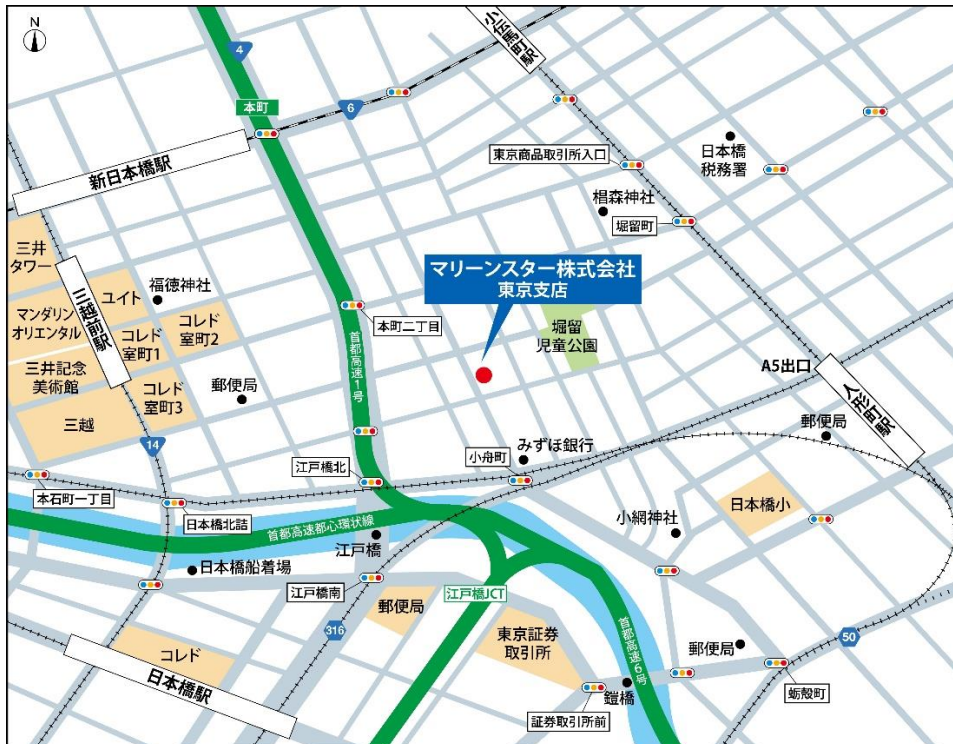 N
4
本町
6
小伝馬町駅
新日本橋駅
東京商品取引所入口
日本橋
税務署
椙森神社
堀留町
三井
タワー
三越前駅
ユイト
福徳神社
マンダリン
オリエンタル
コレド
室町1
コレド
室町2
本町二丁目
マリーンスター株式会社
東京支店
堀留
児童公園
首都高速1号
三井記念
美術館
コレド
室町3
郵便局
三越
A5出口
人形町駅
郵便局
14
江戸橋北
小舟町
みずほ銀行
本石町一丁目
日本橋北詰
首都高速都心環状線
日本橋小
小網神社
江戸橋
日本橋船着場
江戸橋南
郵便局
江戸橋JCT
首都高速6号
316
東京証券
取引所
郵便局
50
コレド
日本橋駅
鎧橋
証券取引所前
蛎殻町